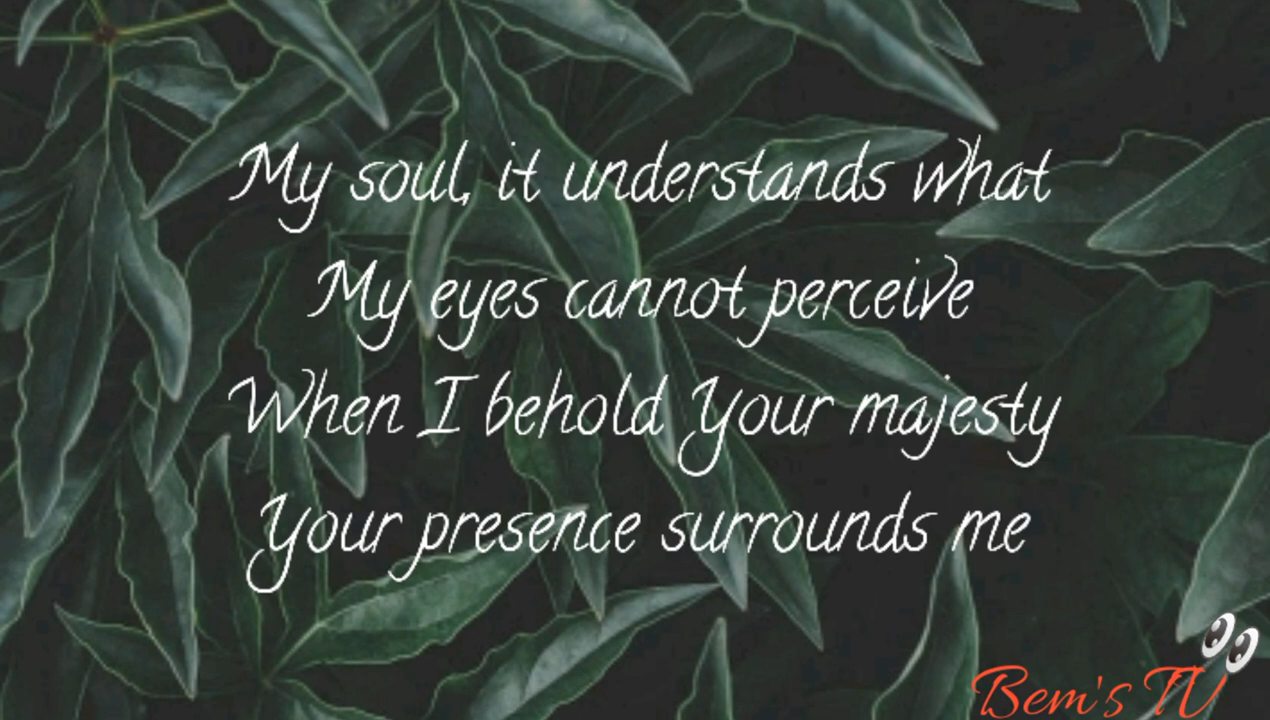 My soul, it understands what
My eyes cannot perceive
When I behold Your majesty
Your presence surrounds me
Bem's TV